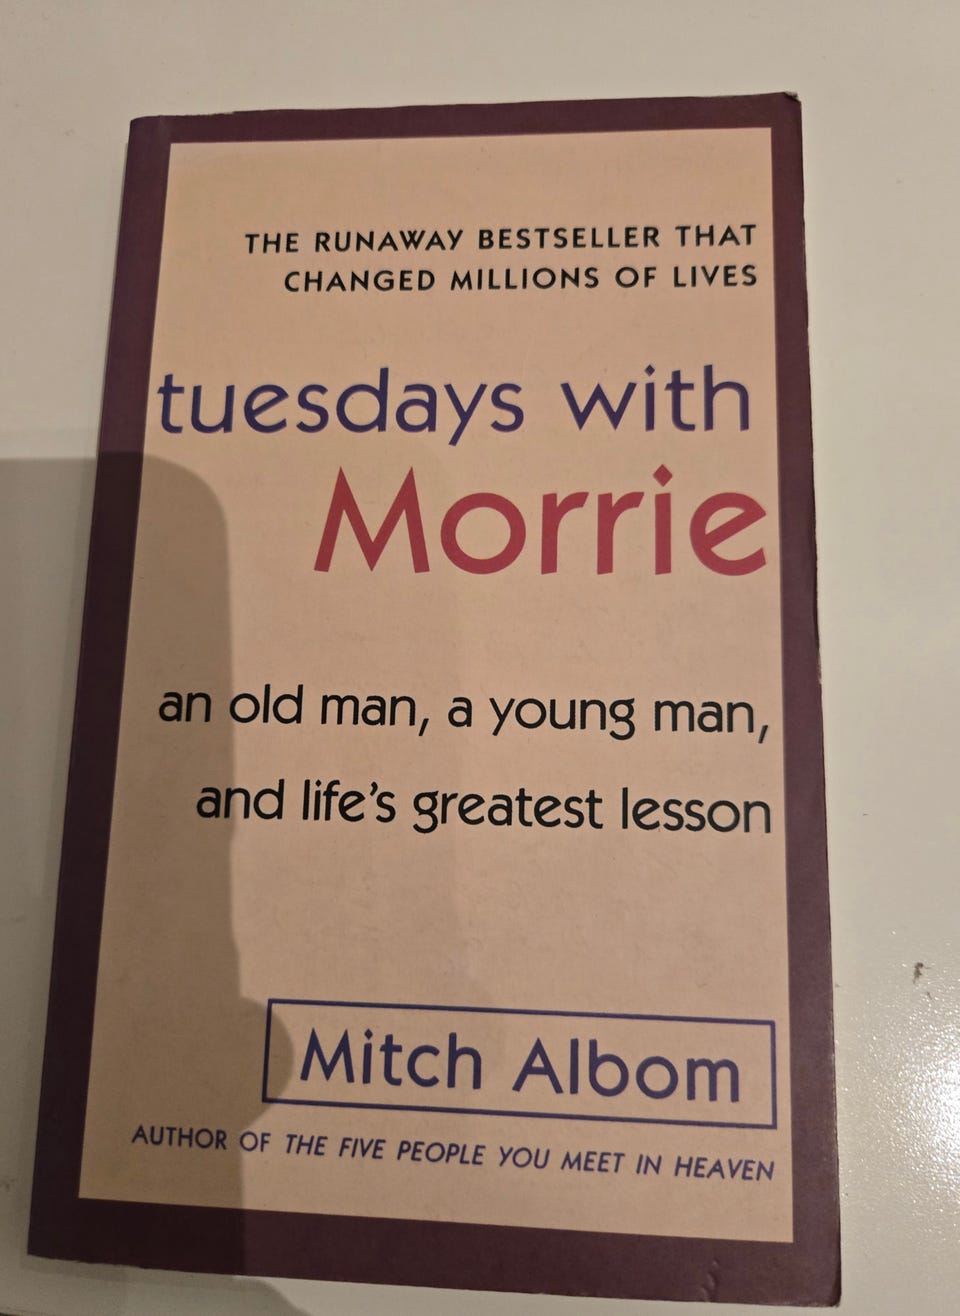 THE RUNAWAY BESTSELLER THAT
CHANGED MILLIONS OF LIVES
tuesdays with
Morrie
an old man, a young man,
and life's greatest lesson
Mitch Albom
AUTHOR OF THE FIVE PEOPLE YOU MEET IN HEAVEN